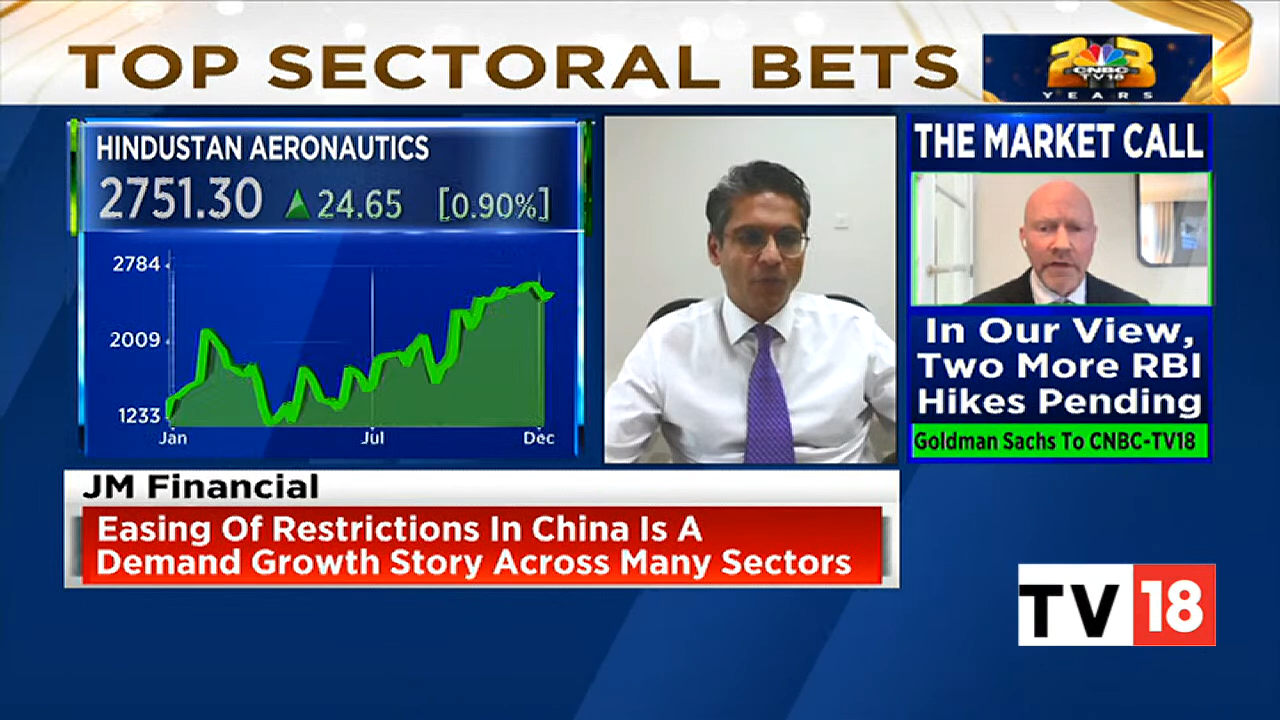 TOP SECTORAL BETS
CNBC
TV18
YEARS
HINDUSTAN AERONAUTICS
2751.30 ▲ 24.65 [0.90%]
2784
2009
1233
Jan Jul Dec
THE MARKET CALL
In Our View,
Two More RBI
Hikes Pending
Goldman Sachs To CNBC-TV18
JM Financial
Easing Of Restrictions In China Is A
Demand Growth Story Across Many Sectors
TV18